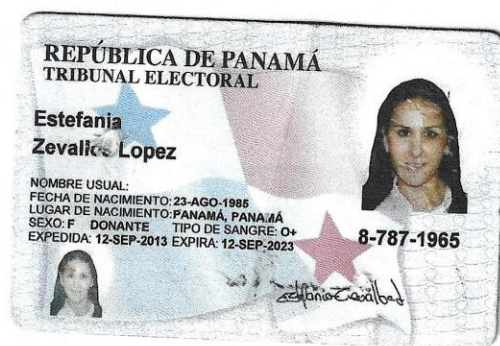 REPÚBLICA DE PANAMÁ
TRIBUNAL ELECTORAL
Estefania
Zevallos Lopez
NOMBRE USUAL:
FECHA DE NACIMIENTO: 23-AGO-1985
LUGAR DE NACIMIENTO: PANAMÁ, PANAMÁ
SEXO: F DONANTE TIPO DE SANGRE: O+
EXPEDIDA: 12-SEP-2013 EXPIRA: 12-SEP-2023
8-787-1965